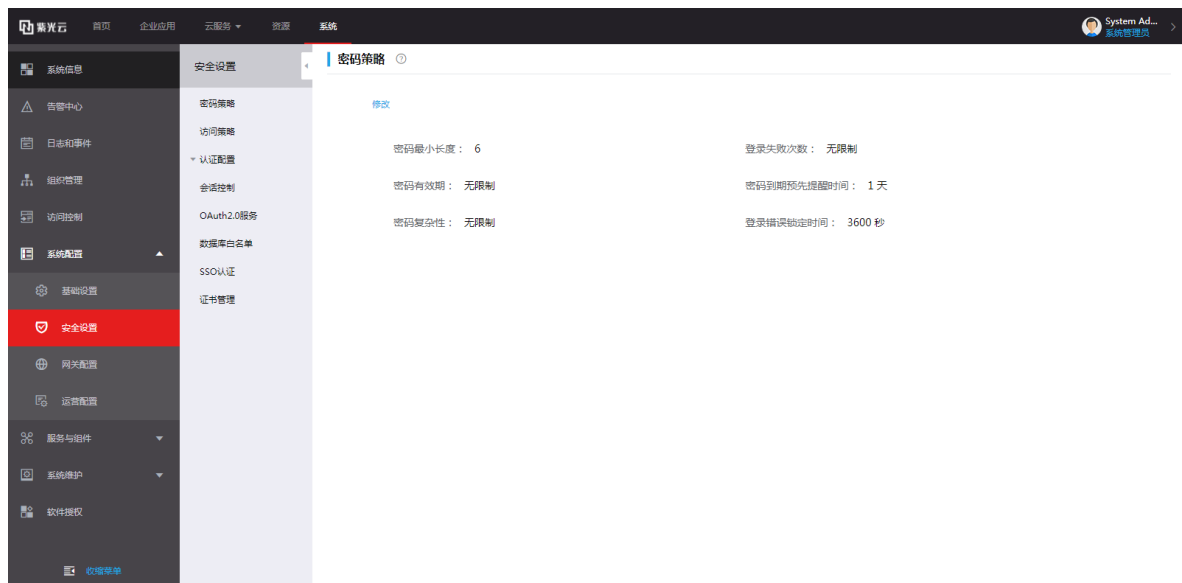 紫光云 首页 企业应用 云服务 资源 系统
System Ad...
系统管理员
系统信息
告警中心
日志和事件
组织管理
访问控制
系统配置
基础设置
安全设置
网关配置
运营配置
服务与组件
系统维护
软件授权
收缩菜单
安全设置
密码策略
访问策略
认证配置
会话控制
OAuth2.0服务
数据库白名单
SSO认证
证书管理
密码策略
修改
密码最小长度： 6 登录失败次数： 无限制
密码有效期： 无限制 密码到期预先提醒时间： 1 天
密码复杂性： 无限制 登录错误锁定时间： 3600 秒